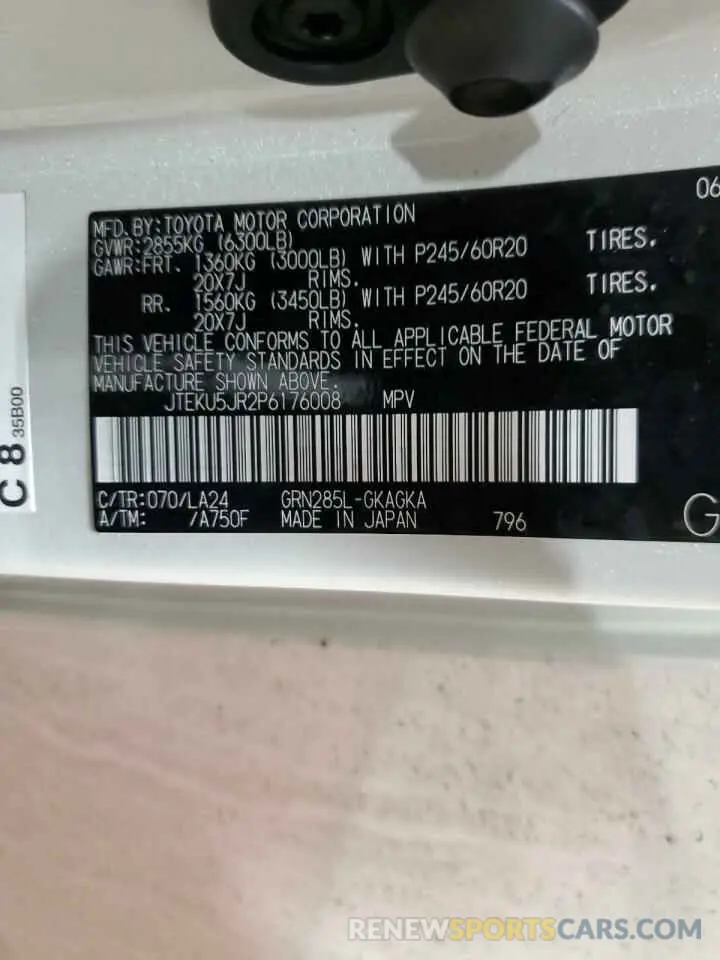 06
MFD. BY: TOYOTA MOTOR CORPORATION
GVWR: 2855KG (6300LB)
GAWR: FRT. 1360KG (3000LB) WITH P245/60R20 TIRES.
20X7J RIMS.
RR. 1560KG (3450LB) WITH P245/60R20 TIRES.
20X7J RIMS.
THIS VEHICLE CONFORMS TO ALL APPLICABLE FEDERAL MOTOR
VEHICLE SAFETY STANDARDS IN EFFECT ON THE DATE OF
MANUFACTURE SHOWN ABOVE.
JTEKU5JR2P6176008 MPV
C/TR: 070/LA24 GRN285L-GKAGKA
A/TM: /A750F MADE IN JAPAN 796
G
C 8 35B00
RENEWSPORTSCARS.COM